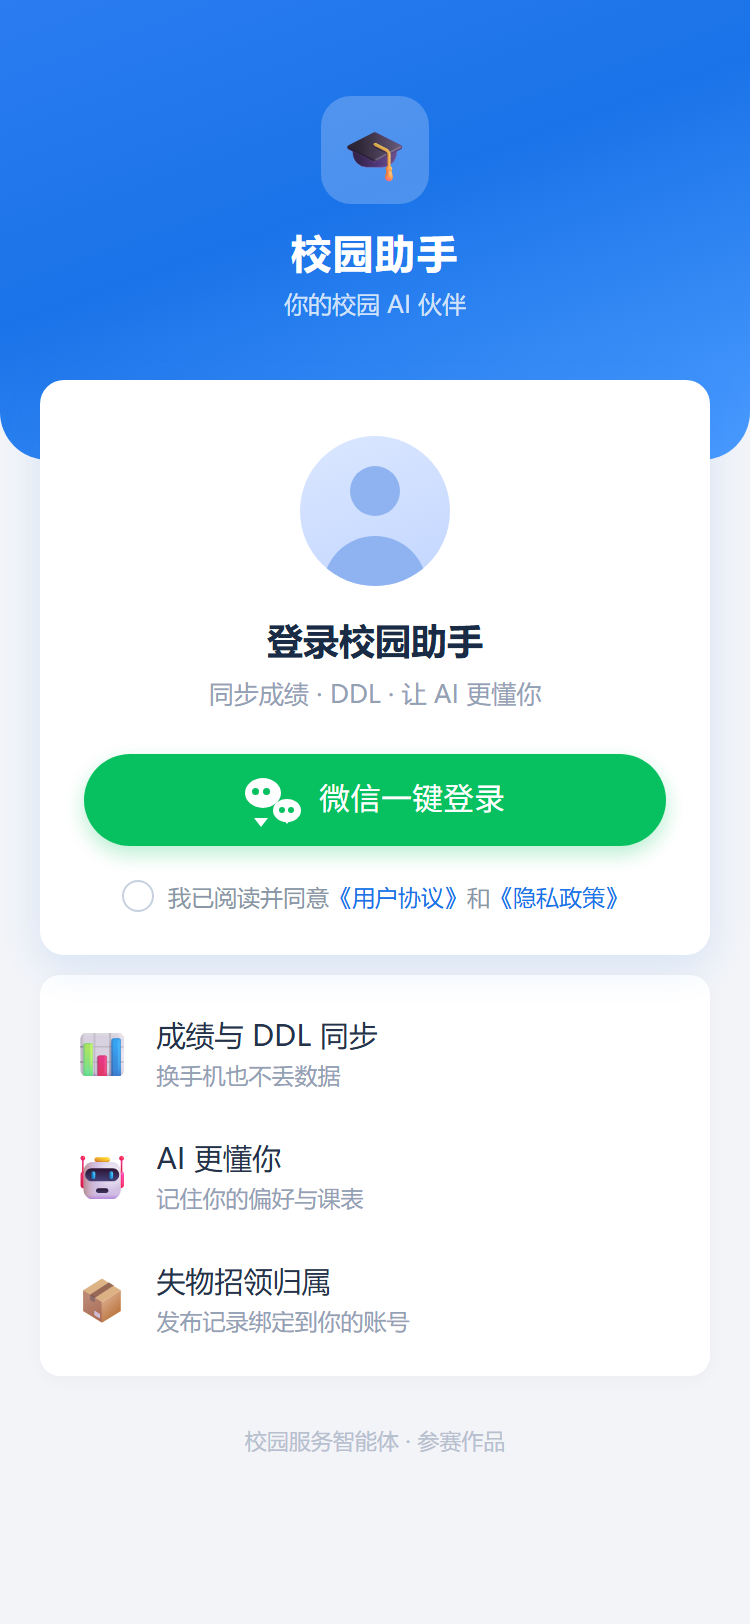 校园助手
你的校园 AI 伙伴
登录校园助手
同步成绩 · DDL · 让 AI 更懂你
微信一键登录
我已阅读并同意《用户协议》和《隐私政策》
成绩与 DDL 同步
换手机也不丢数据
AI 更懂你
记住你的偏好与课表
失物招领归属
发布记录绑定到你的账号
校园服务智能体 · 参赛作品